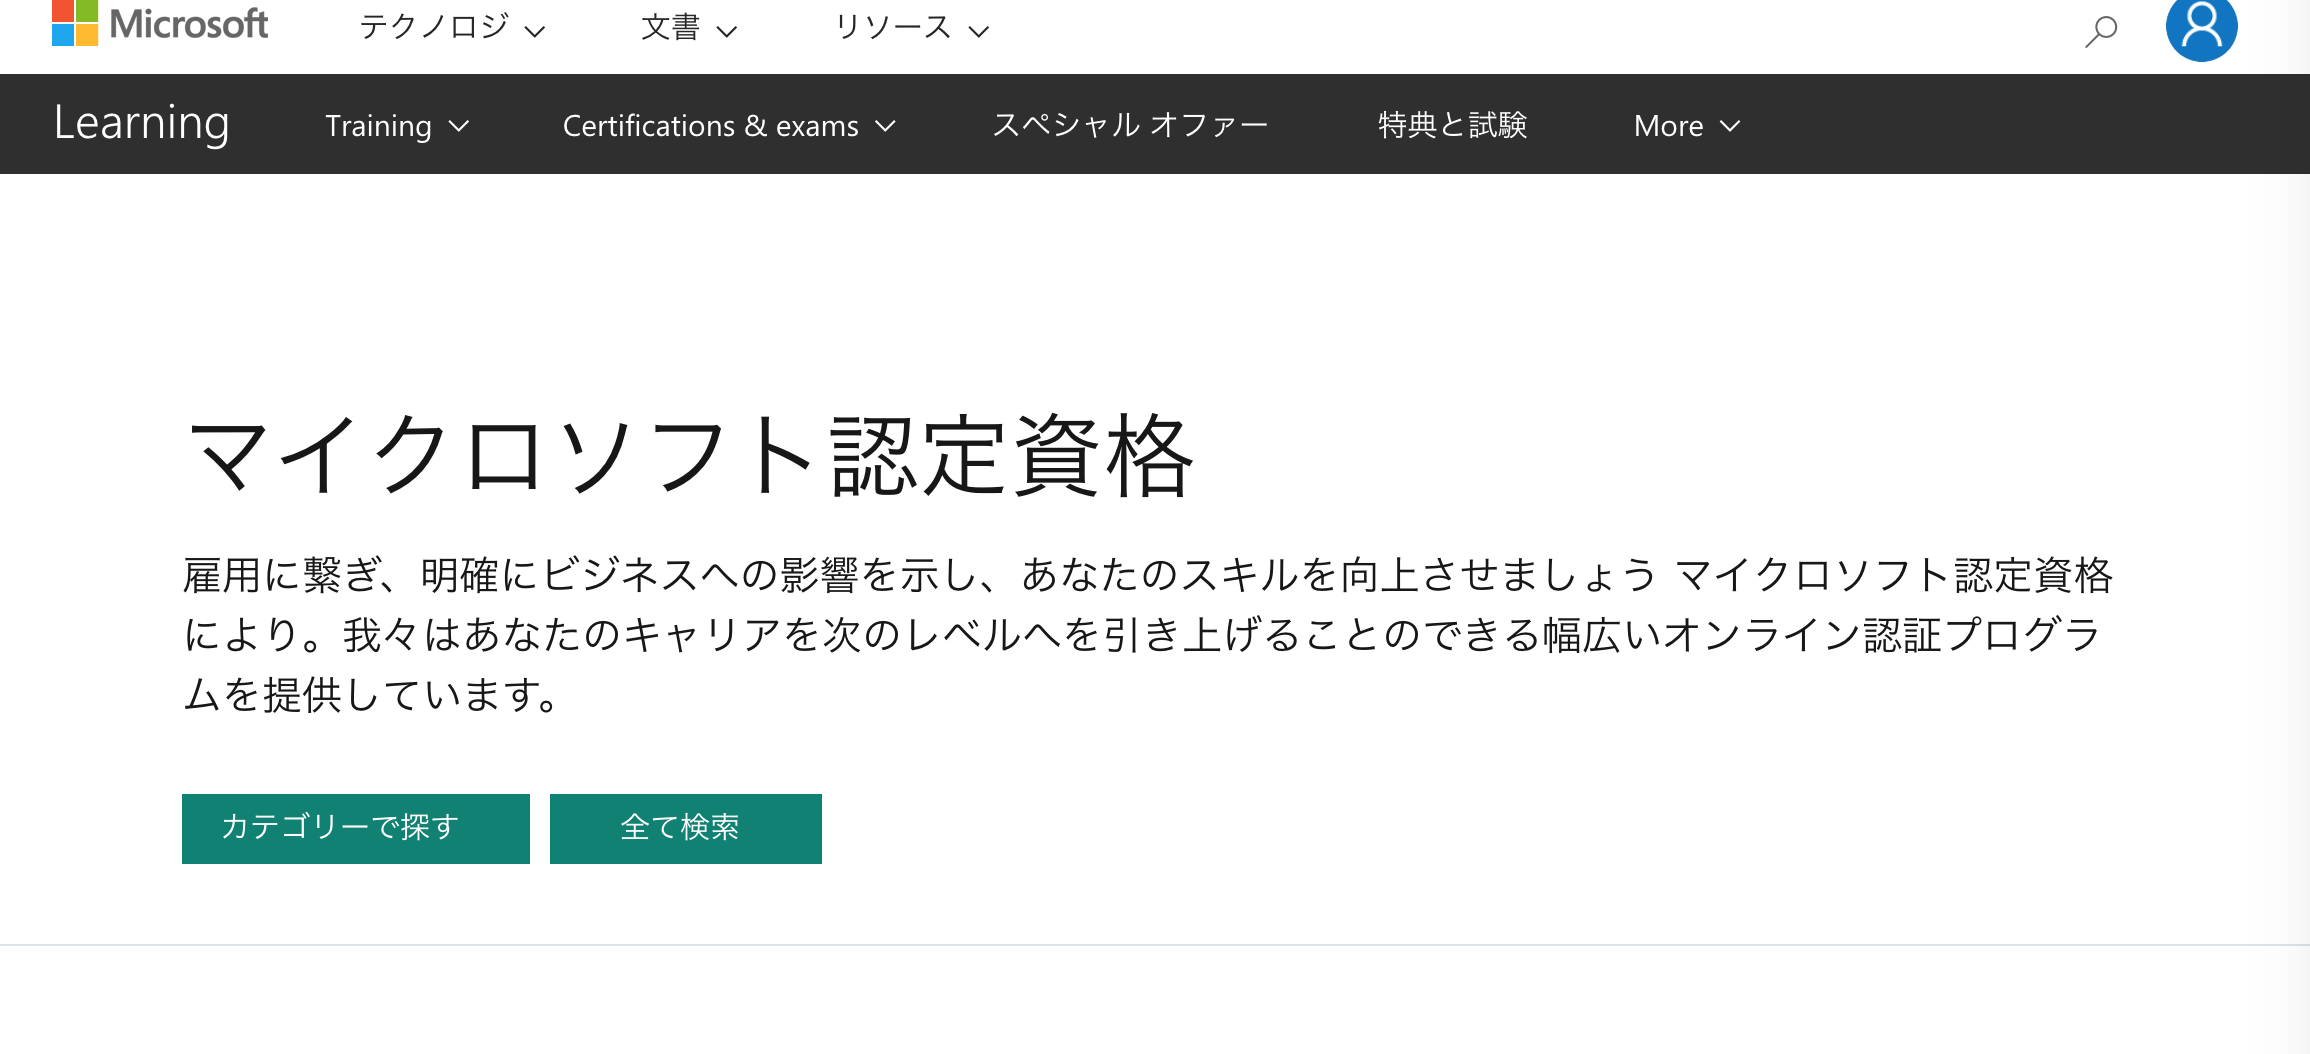 Microsoft テクノロジ 文書 リソース
Learning Training Certifications & exams スペシャル オファー 特典と試験 More
マイクロソフト認定資格
雇用に繋ぎ、明確にビジネスへの影響を示し、あなたのスキルを向上させましょう マイクロソフト認定資格
により。我々はあなたのキャリアを次のレベルへを引き上げることのできる幅広いオンライン認証プログラ
ムを提供しています。
カテゴリーで探す 全て検索